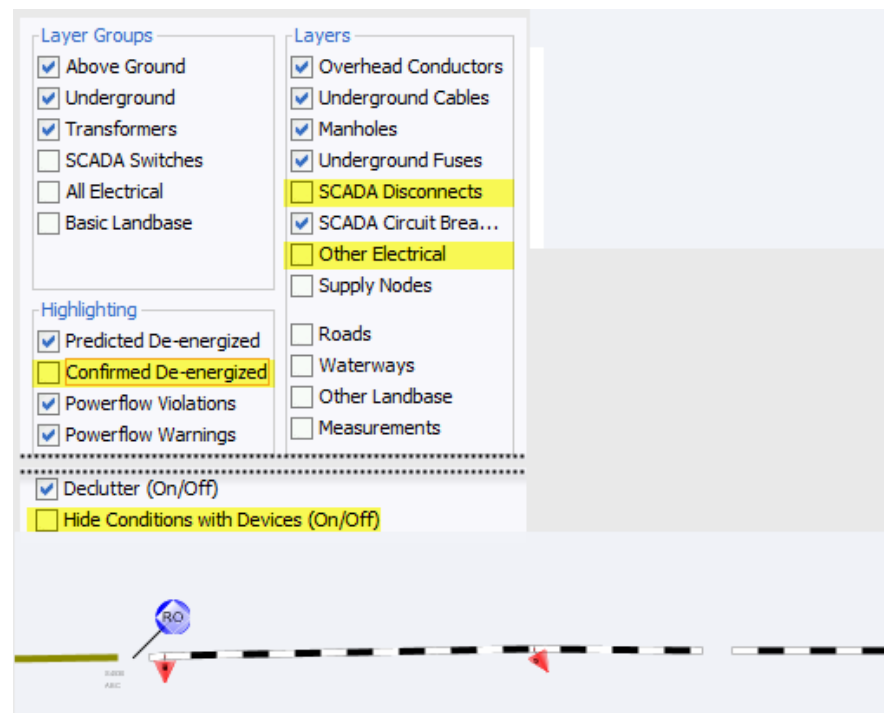 Layer Groups
Above Ground
Underground
Transformers
SCADA Switches
All Electrical
Basic Landbase
Layers
Overhead Conductors
Underground Cables
Manholes
Underground Fuses
SCADA Disconnects
SCADA Circuit Brea...
Other Electrical
Supply Nodes
Roads
Waterways
Other Landbase
Measurements
Highlighting
Predicted De-energized
Confirmed De-energized
Powerflow Violations
Powerflow Warnings
Declutter (On/Off)
Hide Conditions with Devices (On/Off)
RO
ABC